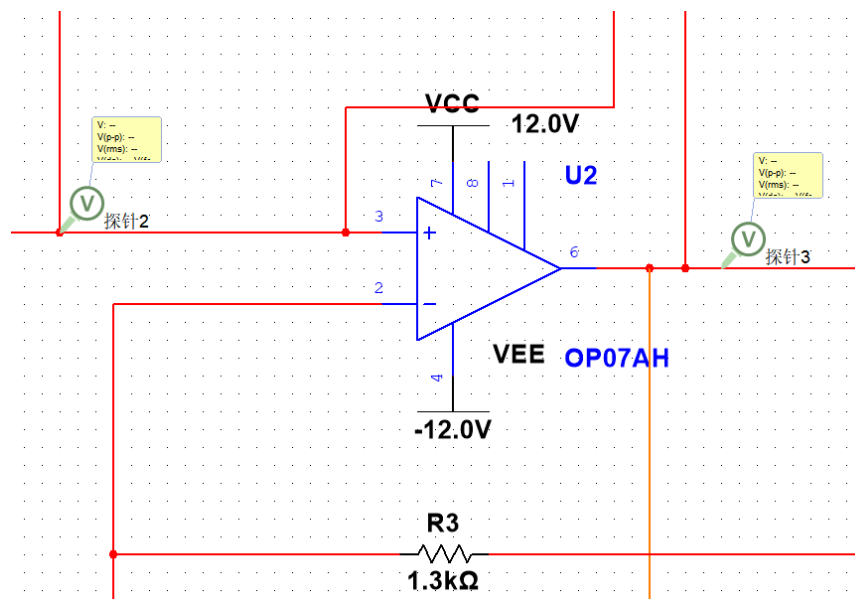 VCC
12.0V
V: --
V(p-p): --
V(rms): --
V
探针2
7
8
1
U2
V: --
V(p-p): --
V(rms): --
V
探针3
3
+
6
2
−
VEE
OP07AH
4
-12.0V
R3
1.3kΩ